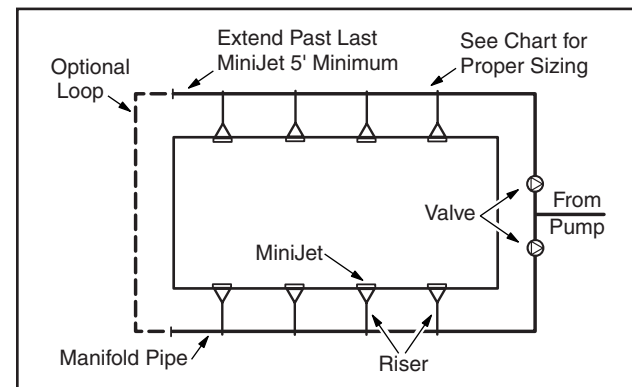 Extend Past Last
MiniJet 5' Minimum
See Chart for
Proper Sizing
Optional
Loop
Valve
From
Pump
MiniJet
Manifold Pipe
Riser